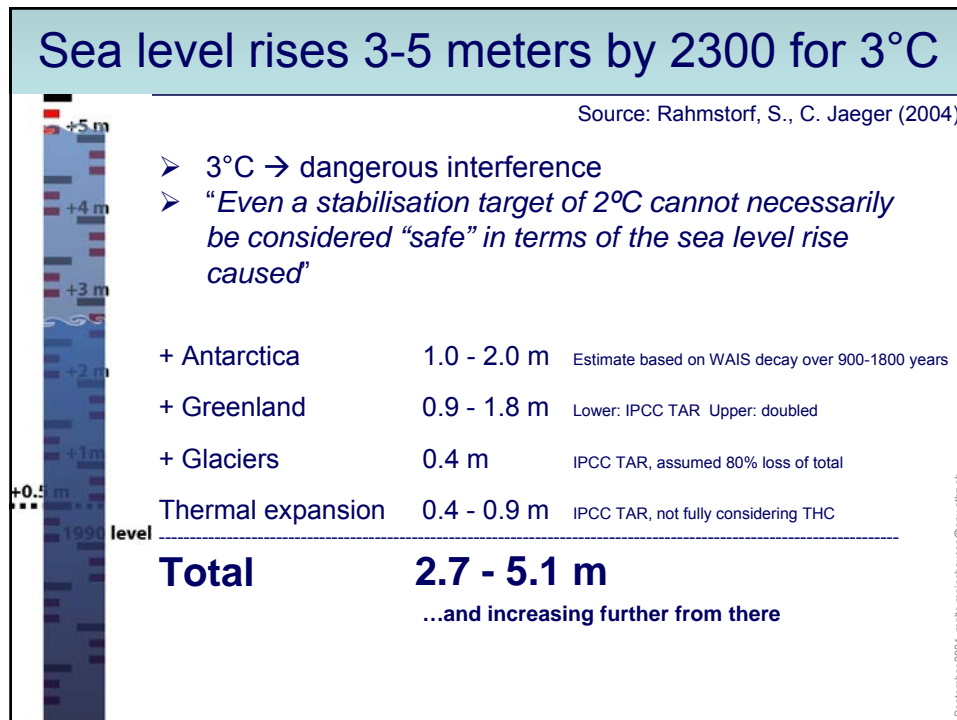 Sea level rises 3-5 meters by 2300 for 3°C
Source: Rahmstorf, S., C. Jaeger (2004)
➢ 3°C → dangerous interference
➢ “Even a stabilisation target of 2ºC cannot necessarily
be considered “safe” in terms of the sea level rise
caused”
+5 m
+4 m
+3 m
+2 m
+1m
+0.5 m
1990 level
+ Antarctica 1.0 - 2.0 m Estimate based on WAIS decay over 900-1800 years
+ Greenland 0.9 - 1.8 m Lower: IPCC TAR Upper: doubled
+ Glaciers 0.4 m IPCC TAR, assumed 80% loss of total
Thermal expansion 0.4 - 0.9 m IPCC TAR, not fully considering THC
Total 2.7 - 5.1 m
…and increasing further from there